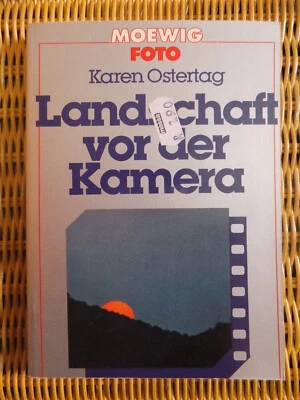 MOEWIG
FOTO
Karen Ostertag
Landschaft
vor der
Kamera